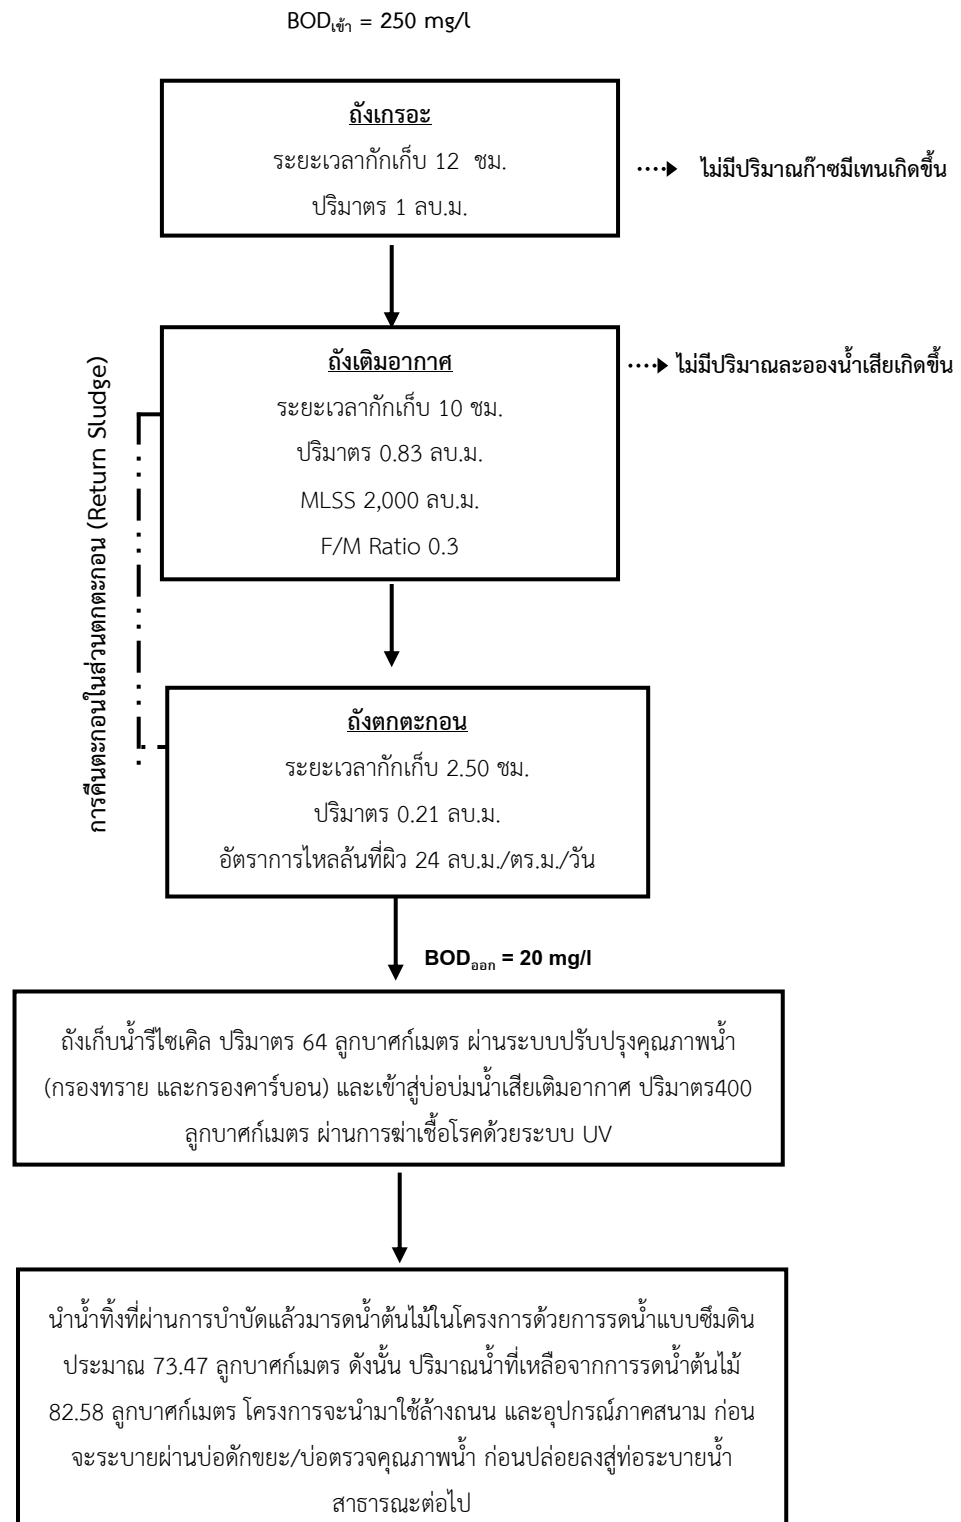 BODเข้า = 250 mg/l
ถังเกรอะ
ระยะเวลากักเก็บ 12 ชม.
ปริมาตร 1 ลบ.ม.
ไม่มีปริมาณก๊าซมีเทนเกิดขึ้น
ถังเติมอากาศ
ระยะเวลากักเก็บ 10 ชม.
ปริมาตร 0.83 ลบ.ม.
MLSS 2,000 ลบ.ม.
F/M Ratio 0.3
ไม่มีปริมาณละอองน้ำเสียเกิดขึ้น
การคืนตะกอนในส่วนตกตะกอน (Return Sludge)
ถังตกตะกอน
ระยะเวลากักเก็บ 2.50 ชม.
ปริมาตร 0.21 ลบ.ม.
อัตราการไหลล้นที่ผิว 24 ลบ.ม./ตร.ม./วัน
BODออก = 20 mg/l
ถังเก็บน้ำรีไซเคิล ปริมาตร 64 ลูกบาศก์เมตร ผ่านระบบปรับปรุงคุณภาพน้ำ
(กรองทราย และกรองคาร์บอน) และเข้าสู่บ่อบ่มน้ำเสียเติมอากาศ ปริมาตร400
ลูกบาศก์เมตร ผ่านการฆ่าเชื้อโรคด้วยระบบ UV
นำน้ำทิ้งที่ผ่านการบำบัดแล้วมารดน้ำต้นไม้ในโครงการด้วยการรดน้ำแบบซึมดิน
ประมาณ 73.47 ลูกบาศก์เมตร ดังนั้น ปริมาณน้ำที่เหลือจากการรดน้ำต้นไม้
82.58 ลูกบาศก์เมตร โครงการจะนำมาใช้ล้างถนน และอุปกรณ์ภาคสนาม ก่อน
จะระบายผ่านบ่อดักขยะ/บ่อตรวจคุณภาพน้ำ ก่อนปล่อยลงสู่ท่อระบายน้ำ
สาธารณะต่อไป